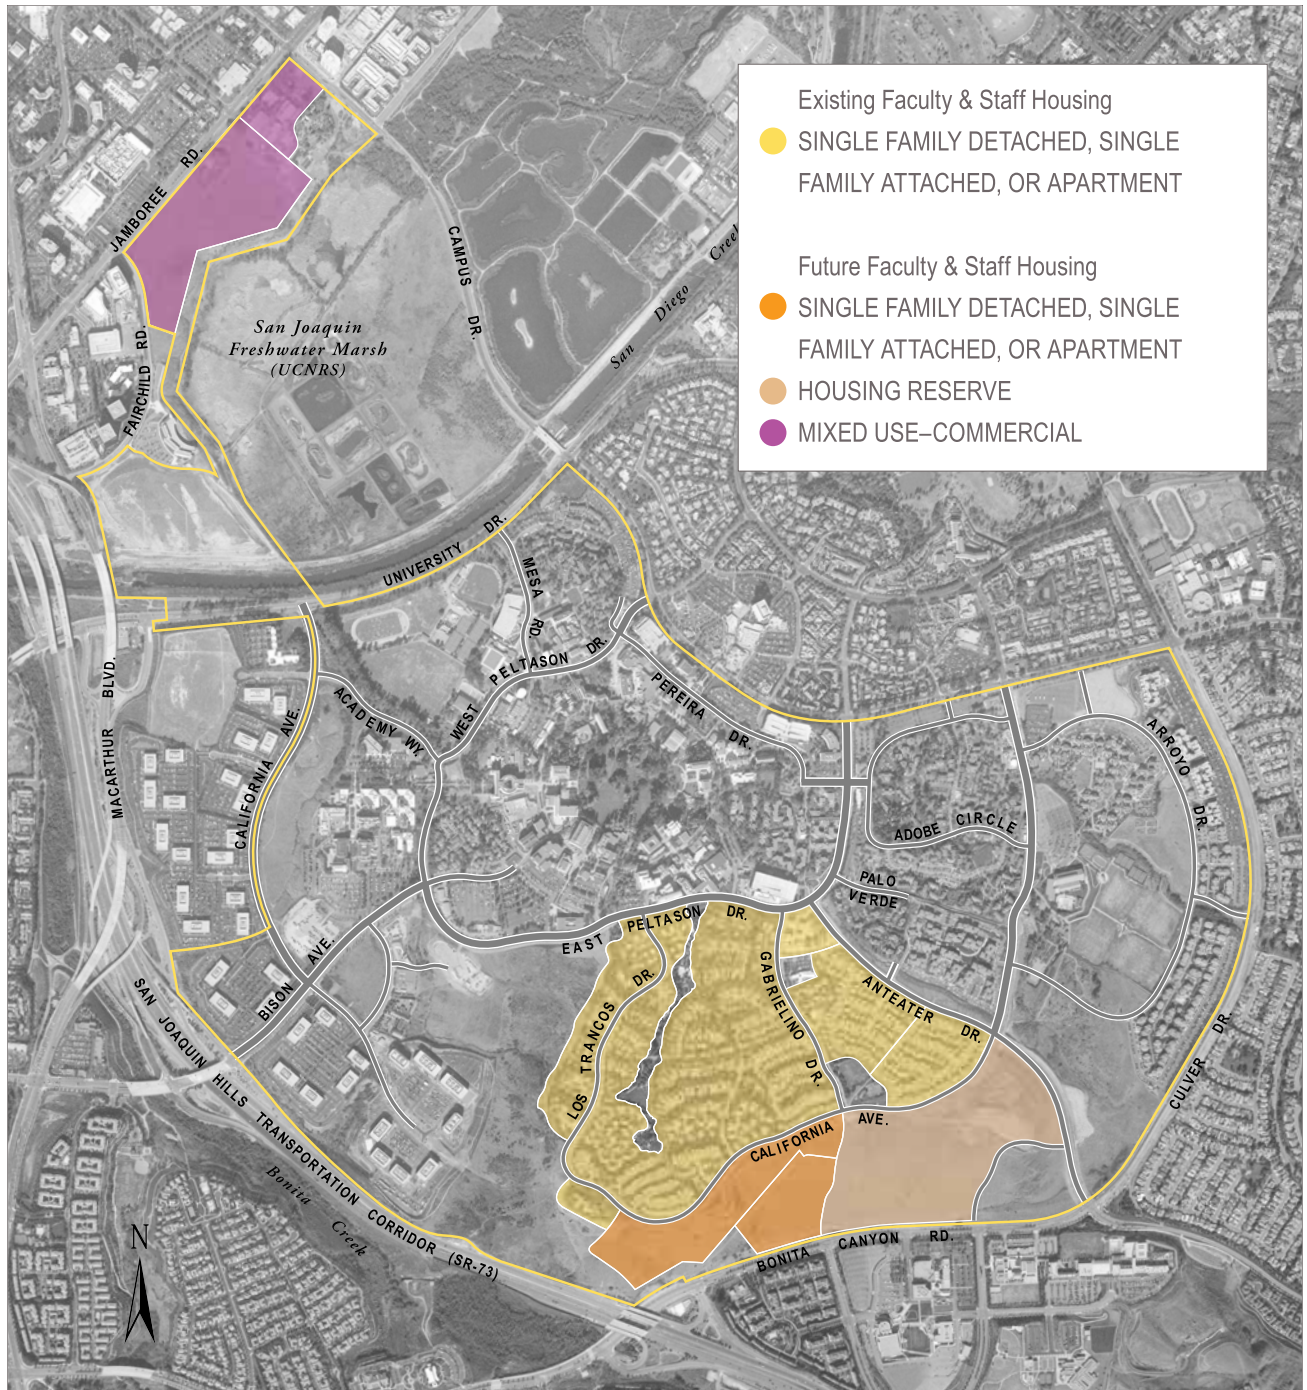 Existing Faculty & Staff Housing
SINGLE FAMILY DETACHED, SINGLE
FAMILY ATTACHED, OR APARTMENT
Future Faculty & Staff Housing
SINGLE FAMILY DETACHED, SINGLE
FAMILY ATTACHED, OR APARTMENT
HOUSING RESERVE
MIXED USE–COMMERCIAL
JAMBOREE RD.
CAMPUS DR.
San Diego Creek
San Joaquin
Freshwater Marsh
(UCNRS)
FAIRCHILD RD.
UNIVERSITY DR.
MESA RD.
WEST PELTASON DR.
PEREIRA DR.
ACADEMY WY.
MACARTHUR BLVD.
CALIFORNIA AVE.
ARROYO DR.
ADOBE CIRCLE
PALO
VERDE
EAST PELTASON DR.
BISON AVE.
LOS TRANCOS DR.
GABRIELINO DR.
ANTEATER DR.
CULVER DR.
CALIFORNIA AVE.
SAN JOAQUIN HILLS TRANSPORTATION CORRIDOR (SR-73)
Bonita Creek
BONITA CANYON RD.
N